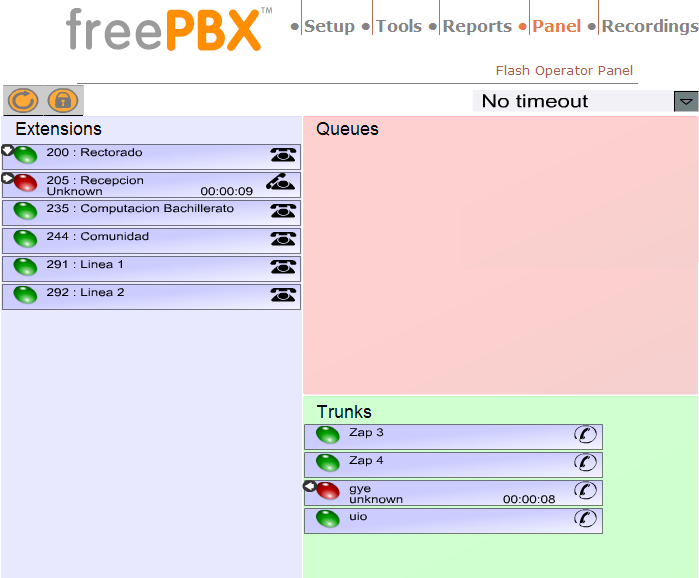 freePBX™
Setup • Tools • Reports • Panel • Recordings
Flash Operator Panel
No timeout
Extensions
200 : Rectorado
205 : Recepcion
Unknown 00:00:09
235 : Computacion Bachillerato
244 : Comunidad
291 : Linea 1
292 : Linea 2
Queues
Trunks
Zap 3
Zap 4
gye
unknown 00:00:08
uio